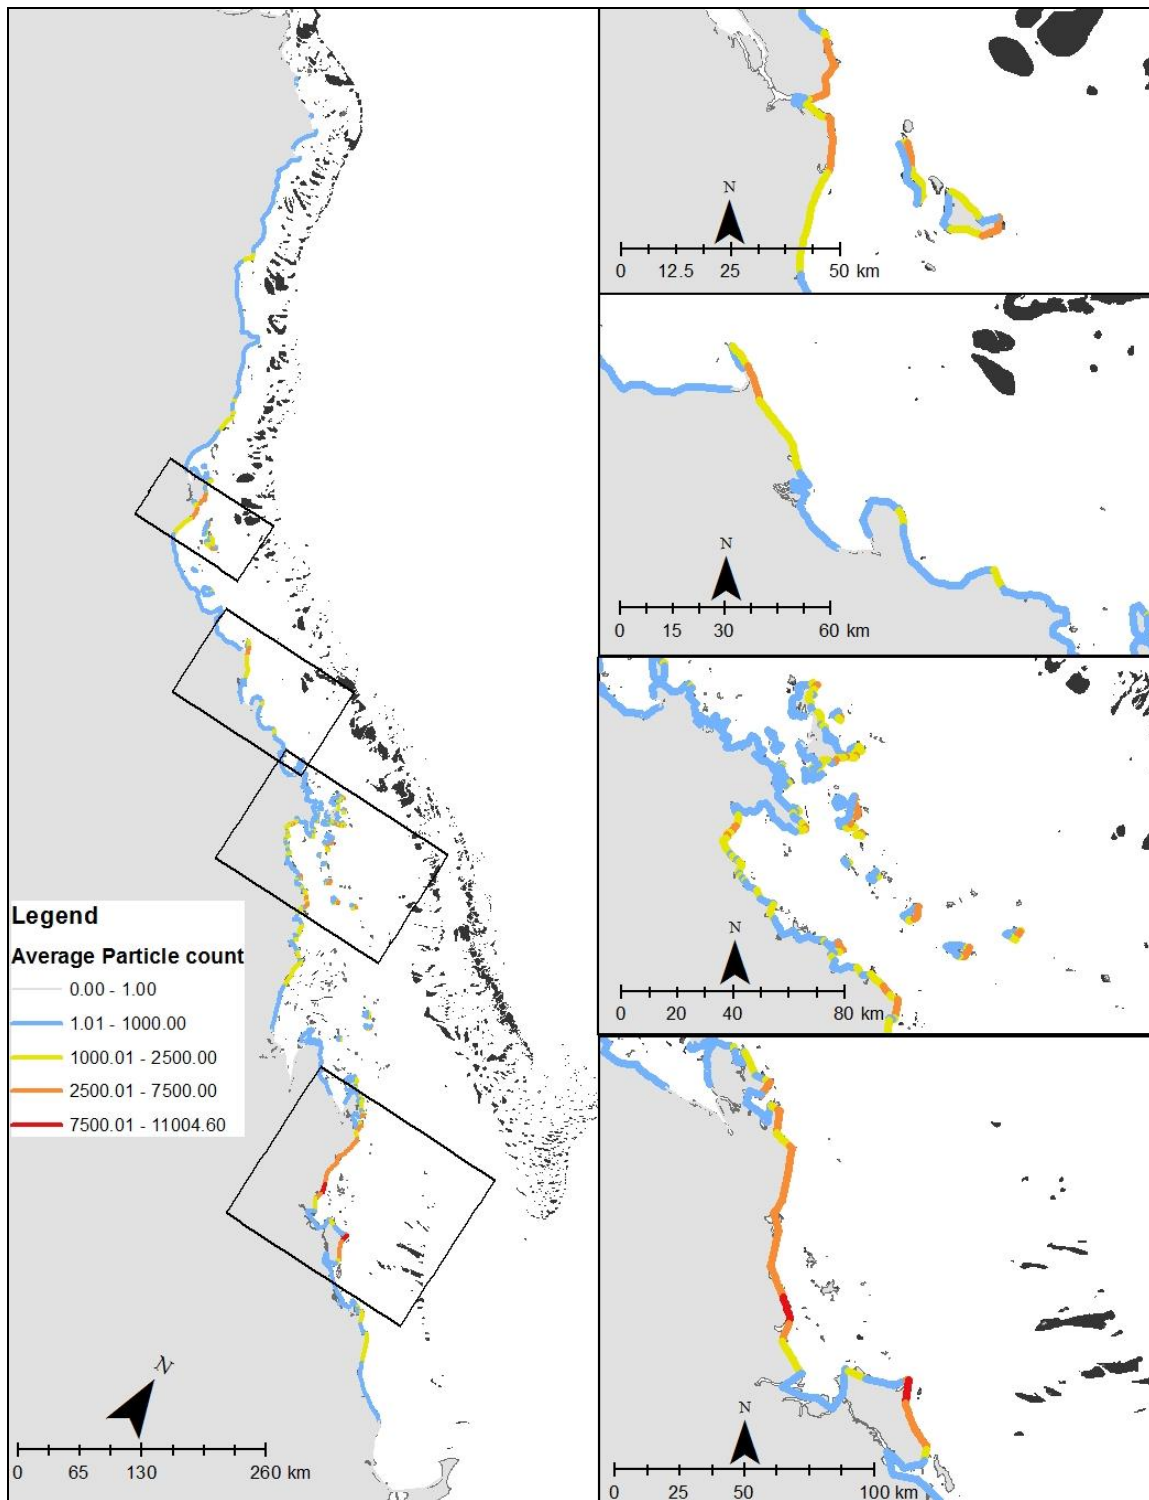 Legend
Average Particle count
0.00 - 1.00
1.01 - 1000.00
1000.01 - 2500.00
2500.01 - 7500.00
7500.01 - 11004.60
N
0 65 130 260 km
N
0 12.5 25 50 km
N
0 15 30 60 km
N
0 20 40 80 km
N
0 25 50 100 km